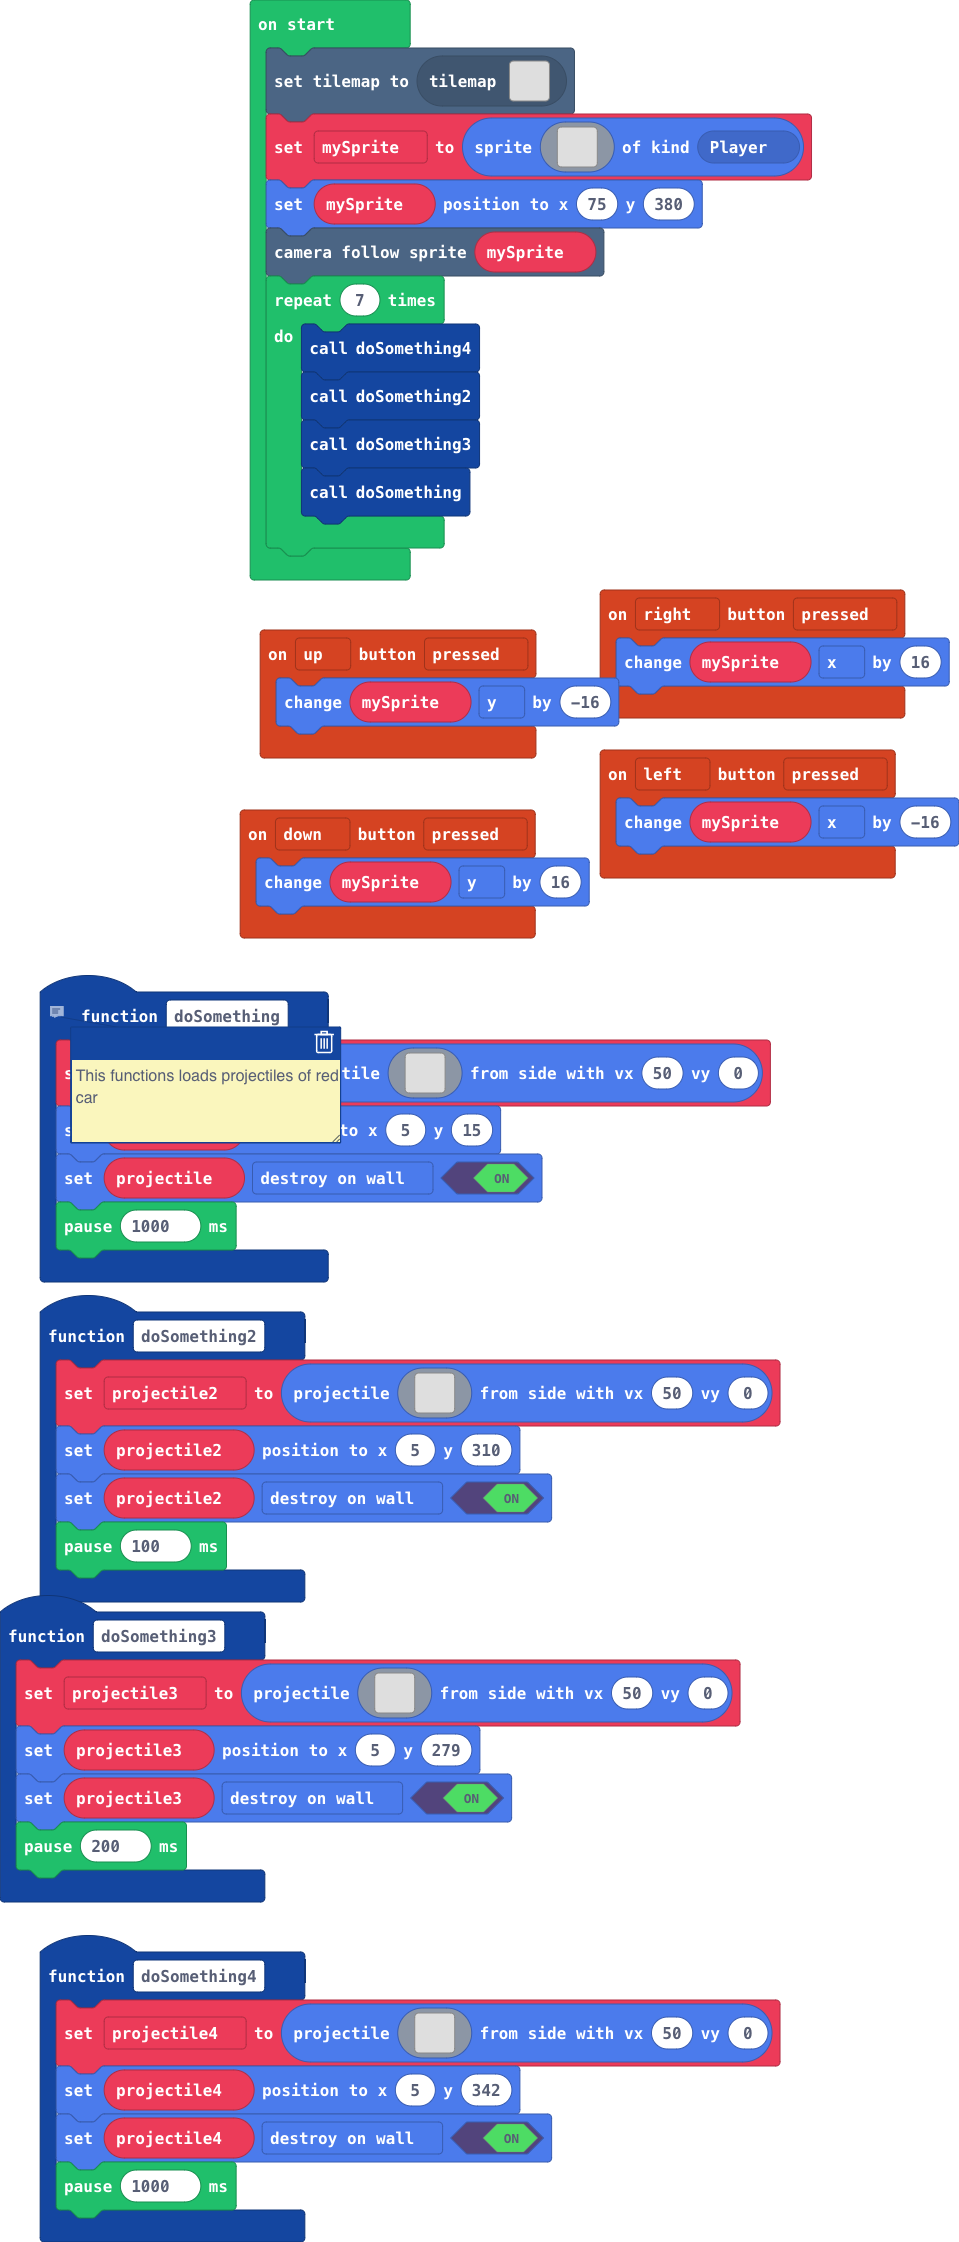 on start
set tilemap to tilemap
set mySprite to sprite of kind Player
set mySprite position to x 75 y 380
camera follow sprite mySprite
repeat 7 times
do
call doSomething4
call doSomething2
call doSomething3
call doSomething
on right button pressed
change mySprite x by 16
on up button pressed
change mySprite y by -16
on left button pressed
change mySprite x by -16
on down button pressed
change mySprite y by 16
function doSomething
This functions loads projectiles of red
car
tile from side with vx 50 vy 0
to x 5 y 15
set projectile destroy on wall ON
pause 1000 ms
function doSomething2
set projectile2 to projectile from side with vx 50 vy 0
set projectile2 position to x 5 y 310
set projectile2 destroy on wall ON
pause 100 ms
function doSomething3
set projectile3 to projectile from side with vx 50 vy 0
set projectile3 position to x 5 y 279
set projectile3 destroy on wall ON
pause 200 ms
function doSomething4
set projectile4 to projectile from side with vx 50 vy 0
set projectile4 position to x 5 y 342
set projectile4 destroy on wall ON
pause 1000 ms